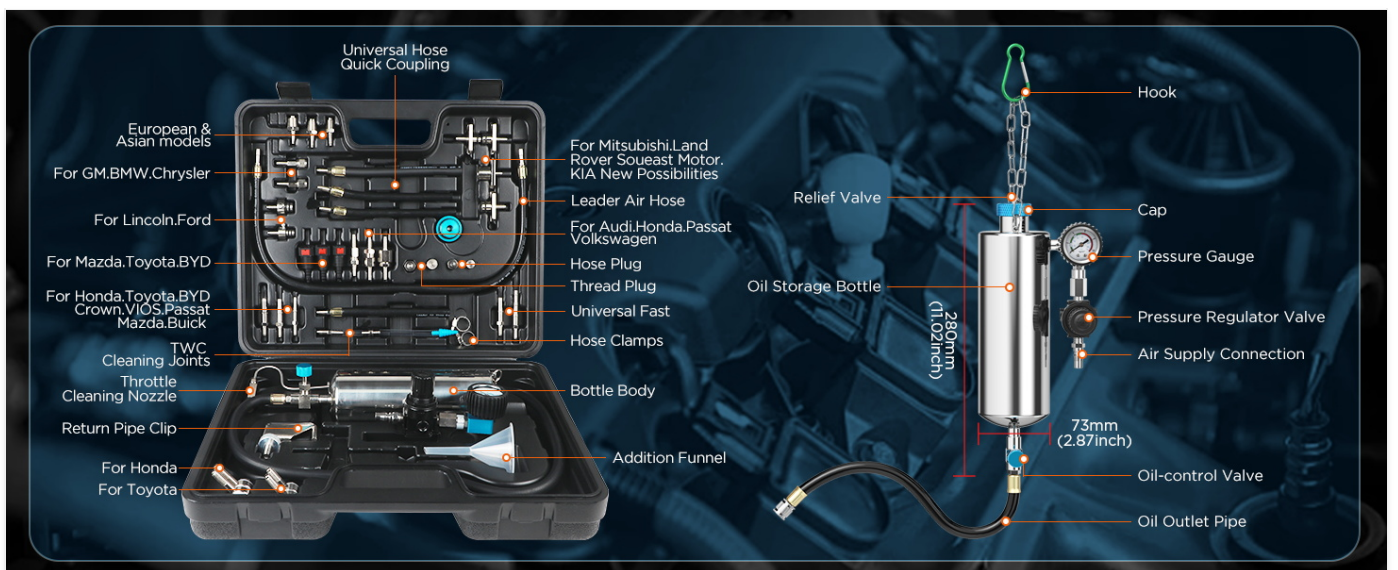 Universal Hose
Quick Coupling
European &
Asian models
For GM.BMW.Chrysler
For Lincoln.Ford
For Mazda.Toyota.BYD
For Honda.Toyota.BYD
Crown.VIOS.Passat
Mazda.Buick
TWC
Cleaning Joints
Throttle
Cleaning Nozzle
Return Pipe Clip
For Honda
For Toyota
For Mitsubishi.Land
Rover Soueast Motor.
KIA New Possibilities
Leader Air Hose
For Audi.Honda.Passat
Volkswagen
Hose Plug
Thread Plug
Universal Fast
Hose Clamps
Bottle Body
Addition Funnel
Hook
Relief Valve
Cap
Pressure Gauge
Oil Storage Bottle
Pressure Regulator Valve
Air Supply Connection
280mm
(11.02inch)
73mm
(2.87inch)
Oil-control Valve
Oil Outlet Pipe